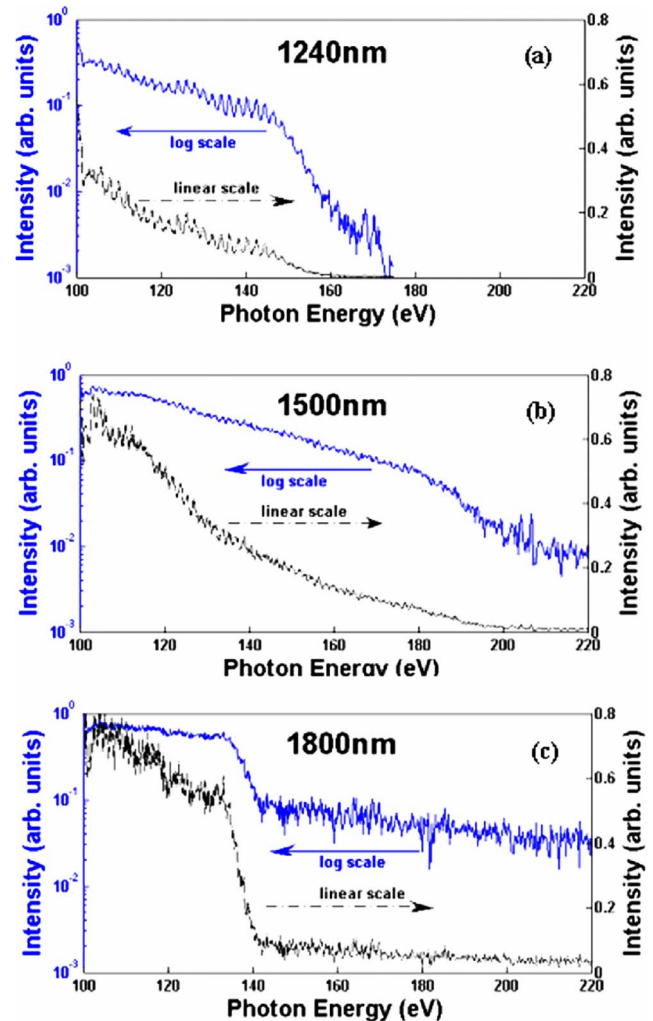 Intensity (arb. units)
10⁰
10⁻¹
10⁻²
10⁻³
1240nm
(a)
log scale
linear scale
0.8
0.6
0.4
0.2
0
Intensity (arb. units)
100 120 140 160 180 200 220
Photon Energy (eV)
Intensity (arb. units)
10⁰
10⁻¹
10⁻²
10⁻³
1500nm
(b)
log scale
linear scale
0.8
0.6
0.4
0.2
0
Intensity (arb. units)
100 120 140 160 180 200 220
Photon Energy (eV)
Intensity (arb. units)
10⁰
10⁻¹
10⁻²
10⁻³
1800nm
(c)
log scale
linear scale
0.8
0.6
0.4
0.2
0
Intensity (arb. units)
100 120 140 160 180 200 220
Photon Energy (eV)